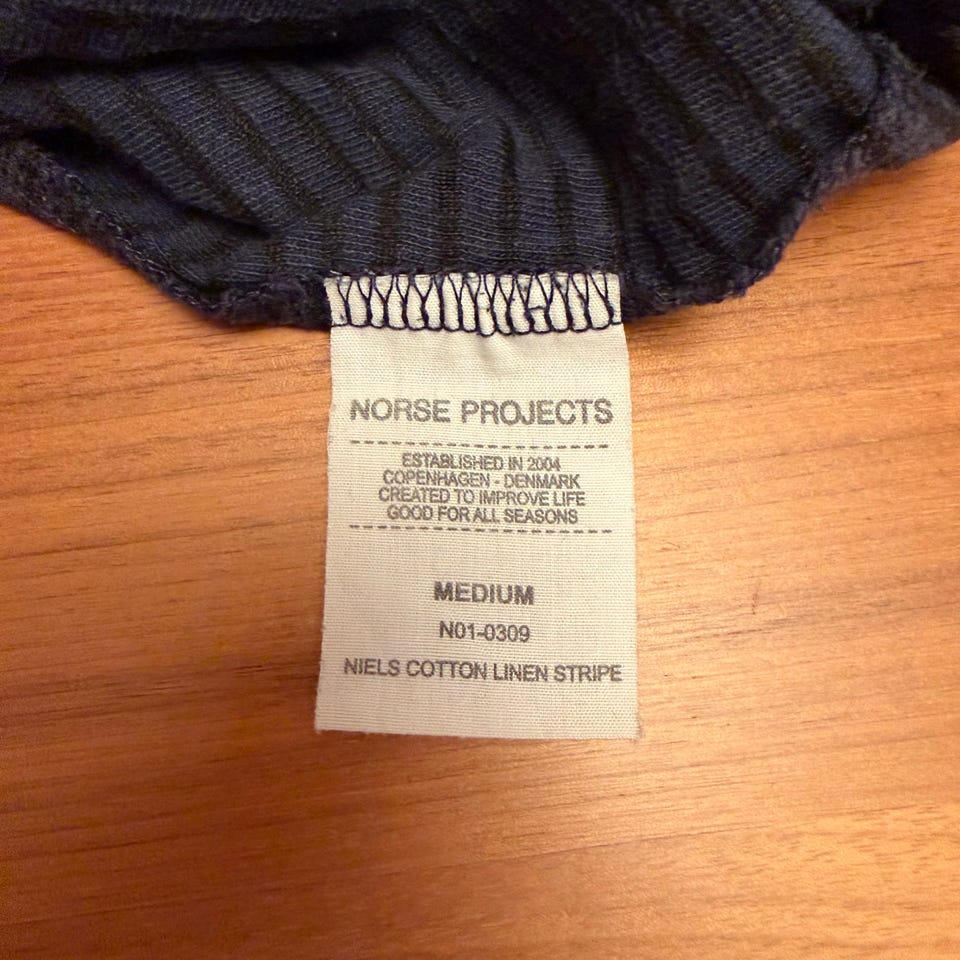 NORSE PROJECTS
ESTABLISHED IN 2004
COPENHAGEN - DENMARK
CREATED TO IMPROVE LIFE
GOOD FOR ALL SEASONS
MEDIUM
N01-0309
NIELS COTTON LINEN STRIPE